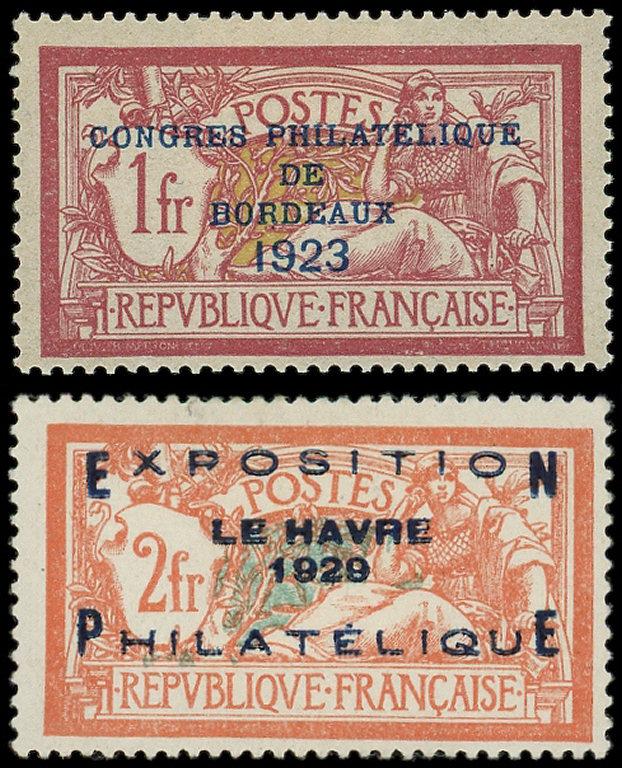 POSTES
CONGRES PHILATELIQUE
DE
1fr
BORDEAUX
1923
·REPVBLIQVE·FRANÇAISE·
EXPOSITION
POSTES
LE HAVRE
2fr
1929
PHILATÉLIQUE
·REPVBLIQVE·FRANÇAISE·